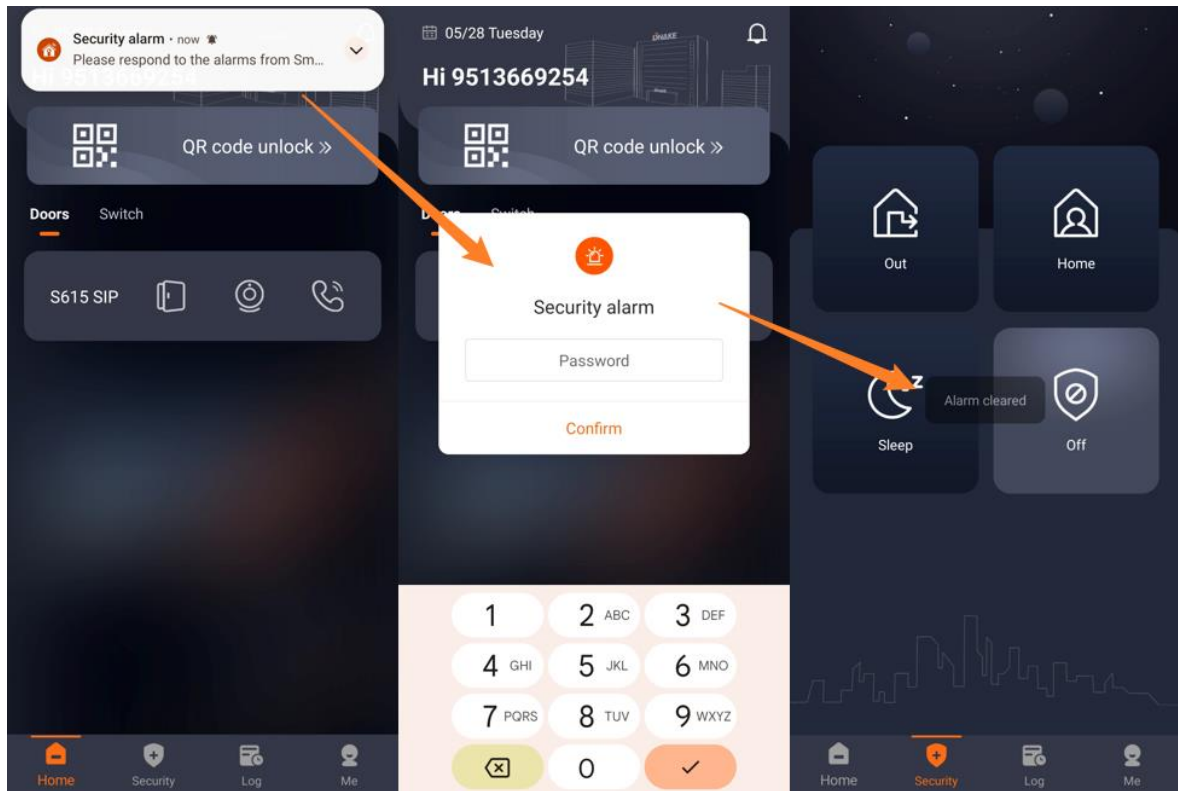 Security alarm · now
Please respond to the alarms from Sm...
QR code unlock »
Doors Switch
S615 SIP
Home Security Log Me
05/28 Tuesday
DNAKE
Hi 9513669254
QR code unlock »
Security alarm
Password
Confirm
1 2 ABC 3 DEF
4 GHI 5 JKL 6 MNO
7 PQRS 8 TUV 9 WXYZ
0
Out Home
Sleep Off
Alarm cleared
Home Security Log Me